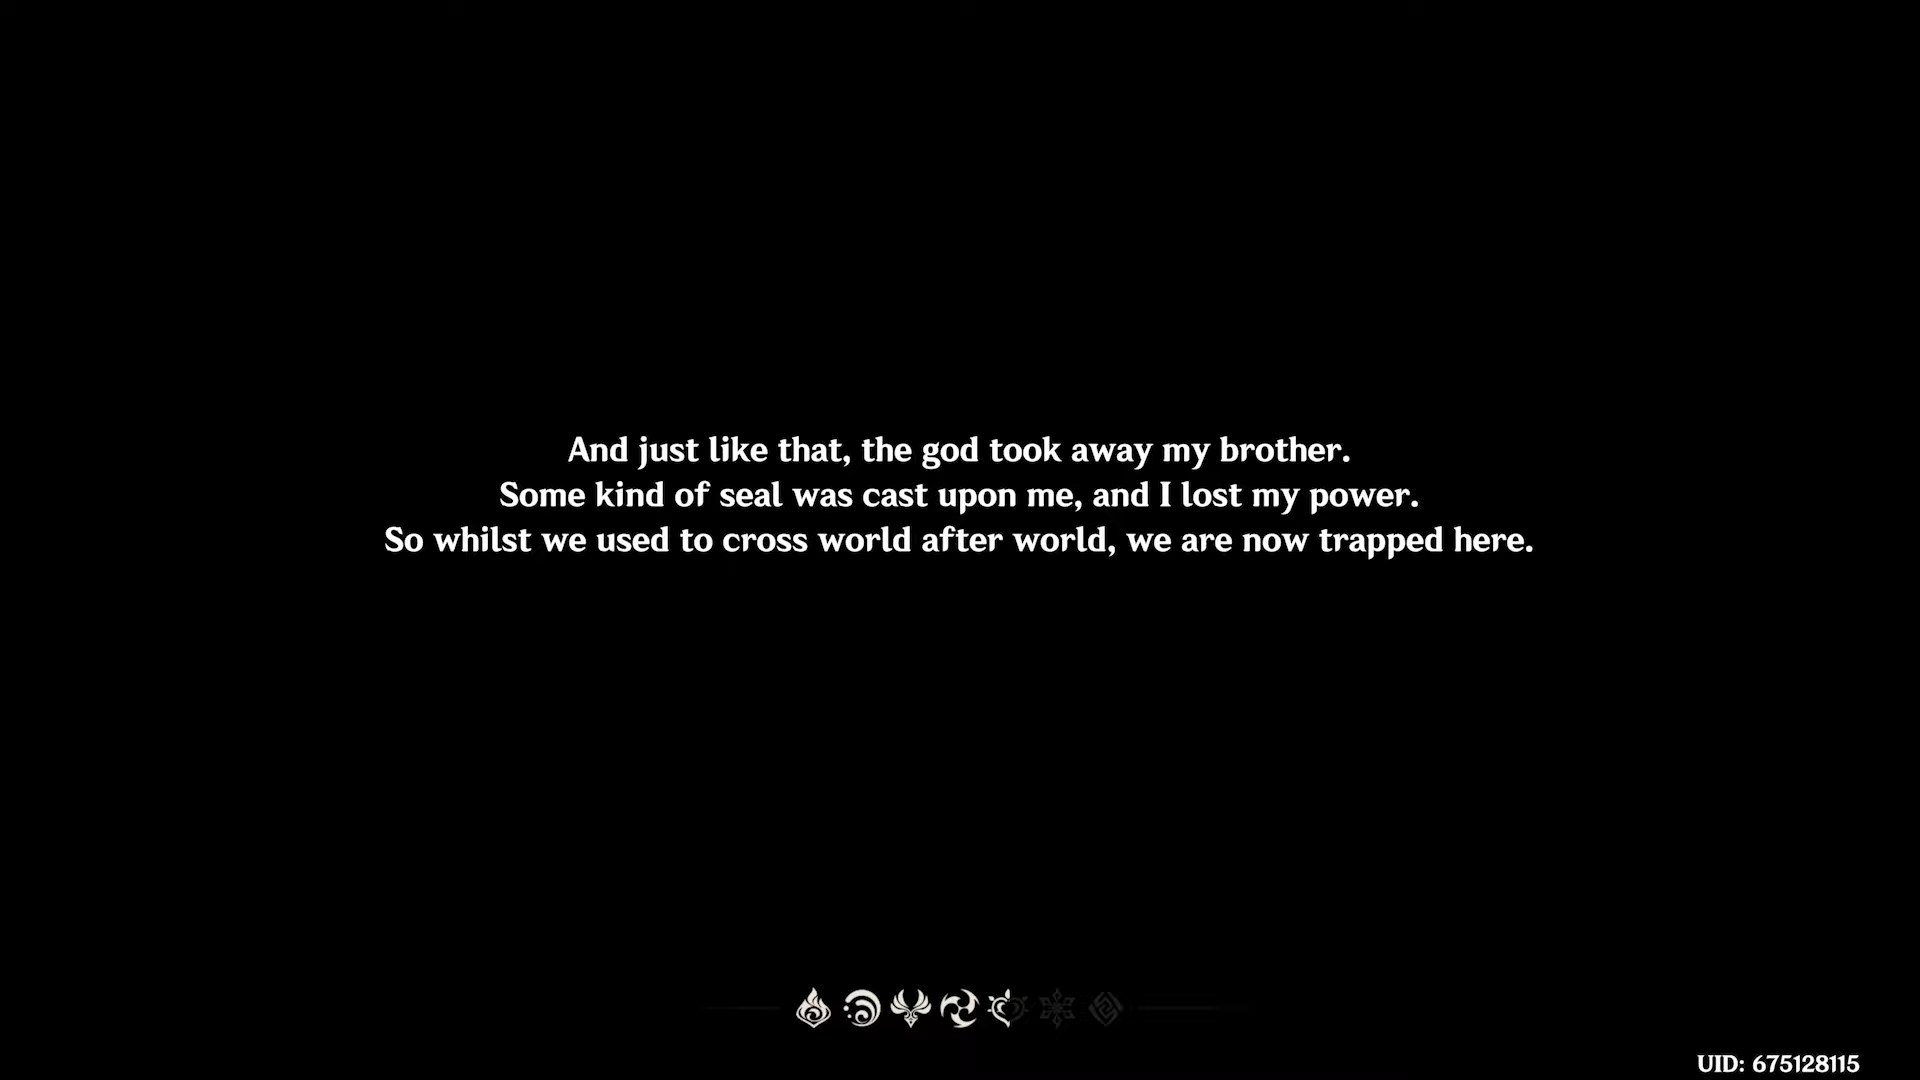 And just like that, the god took away my brother.
Some kind of seal was cast upon me, and I lost my power.
So whilst we used to cross world after world, we are now trapped here.
UID: 675128115